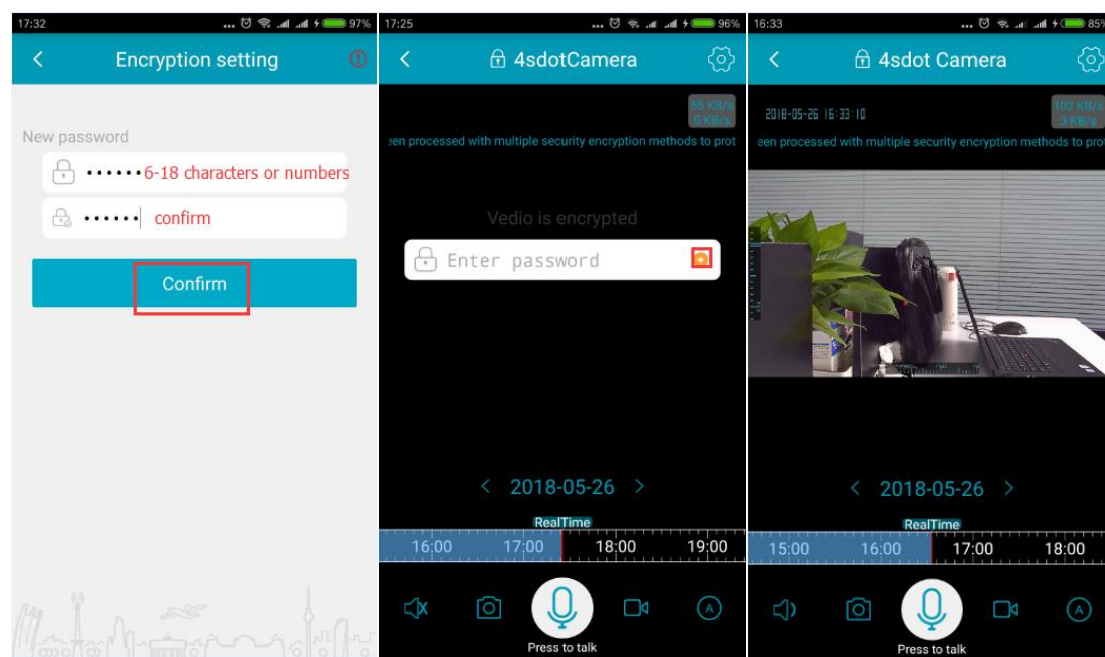 17:32 ... 97%
Encryption setting
New password
••••••6-18 characters or numbers
•••••• confirm
Confirm
17:25 ... 96%
4sdotCamera
55 KB/s
0 KB/s
een processed with multiple security encryption methods to prot
Vedio is encrypted
Enter password
2018-05-26
RealTime
16:00 17:00 18:00 19:00
A
Press to talk
16:33 ... 85%
4sdot Camera
2018-05-26 16:33:10
102 KB/s
3 KB/s
een processed with multiple security encryption methods to prot
2018-05-26
RealTime
15:00 16:00 17:00 18:00
A
Press to talk